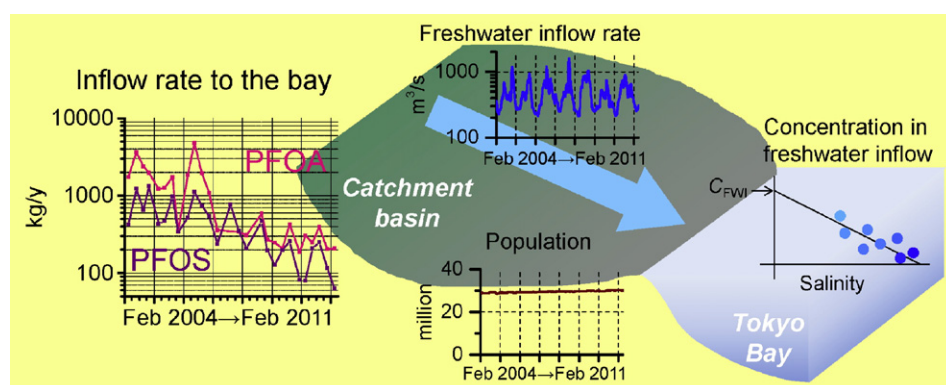 Inflow rate to the bay
kg/y
10000
1000
100
PFOA
PFOS
Feb 2004→Feb 2011
Freshwater inflow rate
m³/s
1000
100
Feb 2004→Feb 2011
Catchment
basin
Population
million
40
20
0
Feb 2004→Feb 2011
Concentration in
freshwater inflow
CFWI
Salinity
Tokyo
Bay